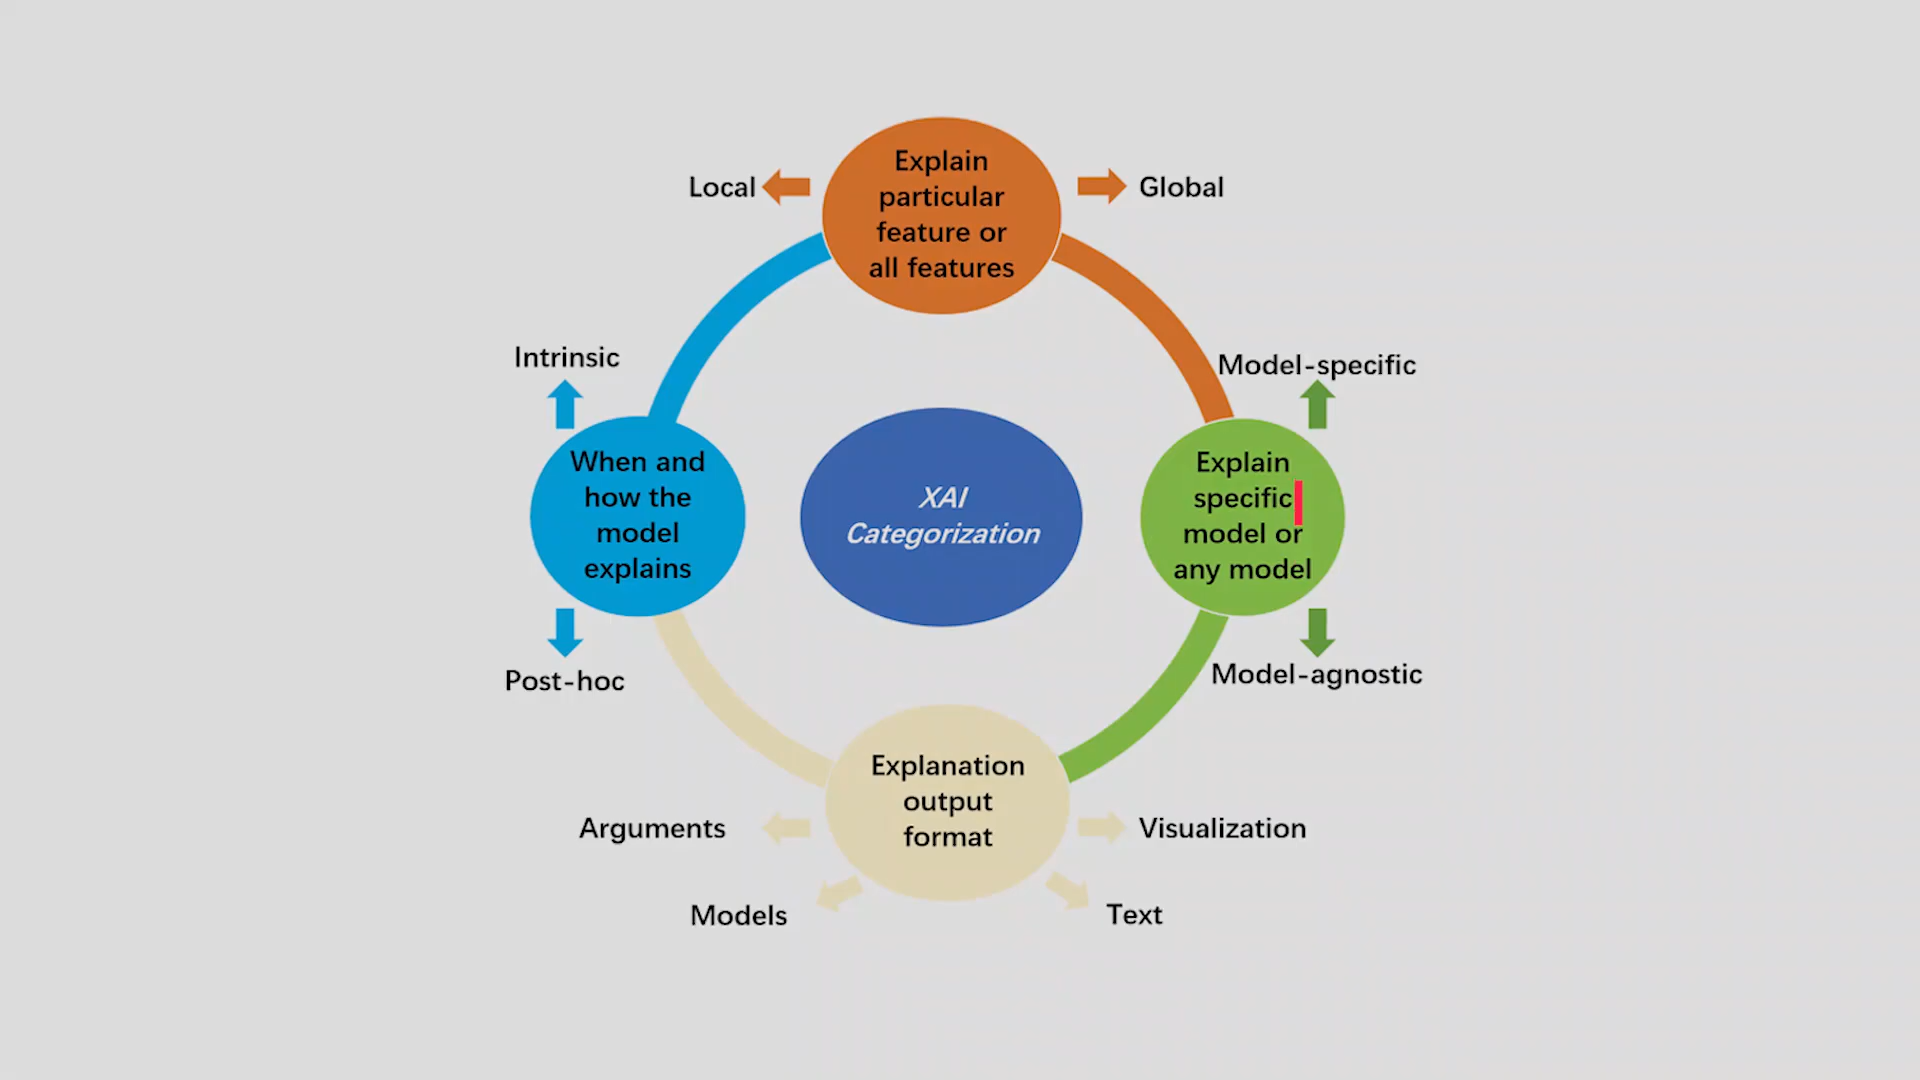 Explain
particular
feature or
all features
Local
Global
Intrinsic
Model-specific
When and
how the
model
explains
XAI
Categorization
Explain
specific
model or
any model
Post-hoc
Model-agnostic
Explanation
output
format
Arguments
Visualization
Models
Text